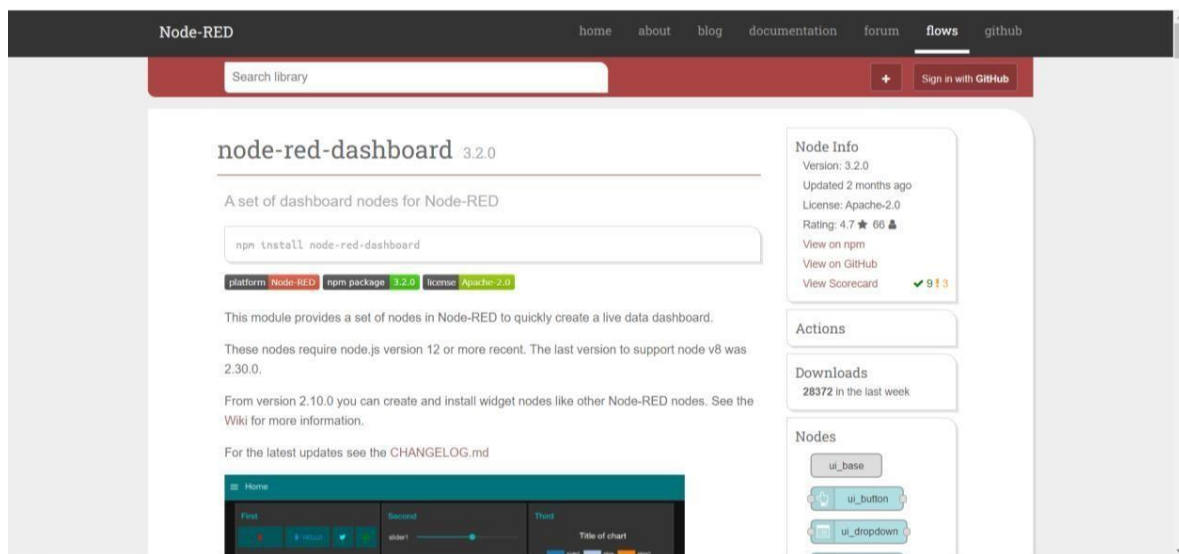 Node-RED
home about blog documentation forum flows github
Search library
+ Sign in with GitHub
node-red-dashboard 3.2.0
A set of dashboard nodes for Node-RED
npm install node-red-dashboard
platform Node-RED npm package 3.2.0 license Apache-2.0
This module provides a set of nodes in Node-RED to quickly create a live data dashboard.
These nodes require node.js version 12 or more recent. The last version to support node v8 was
2.30.0.
From version 2.10.0 you can create and install widget nodes like other Node-RED nodes. See the
Wiki for more information.
For the latest updates see the CHANGELOG.md
Home
First
HELLO
Second
slider1
Third
Title of chart
Node Info
Version: 3.2.0
Updated 2 months ago
License: Apache-2.0
Rating: 4.7 ★ 66
View on npm
View on GitHub
View Scorecard ✔ 9 ! 3
Actions
Downloads
28372 in the last week
Nodes
ui_base
ui_button
ui_dropdown